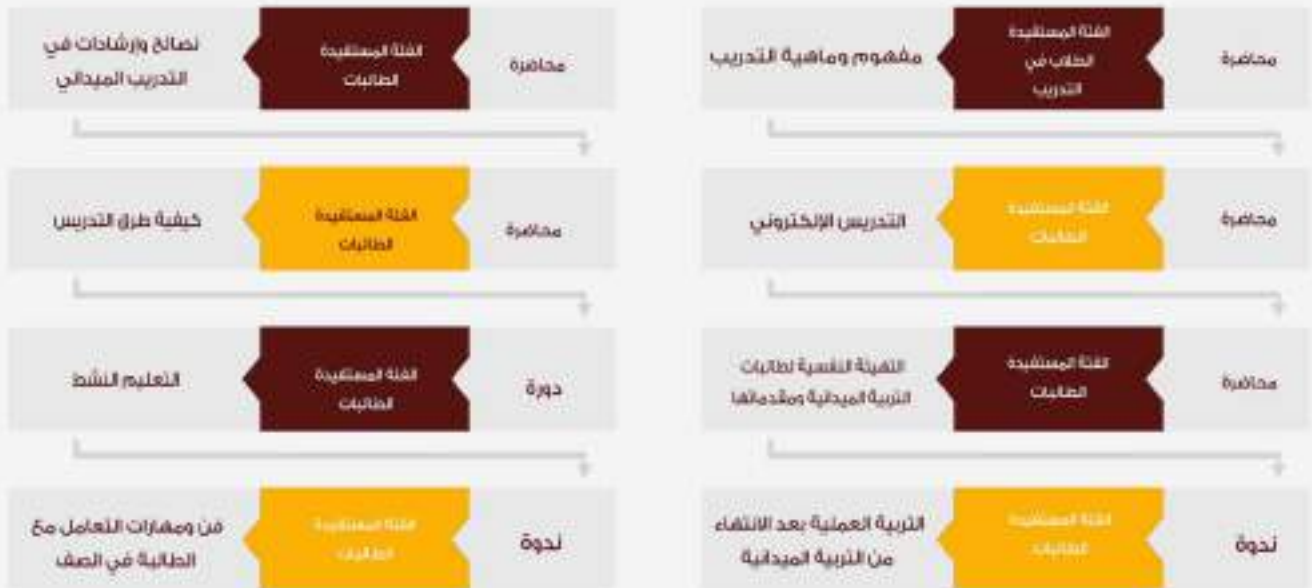 محاضرة
الفئة المستفيدة
الطلاب في
التدريب
مفهوم وماهية التدريب
محاضرة
الفئة المستفيدة
الطالبات
التدريس الإلكتروني
محاضرة
الفئة المستفيدة
الطالبات
التهيئة النفسية لطالبات
التربية الميدانية ومقدماتها
ندوة
الفئة المستفيدة
الطالبات
التربية العملية بعد الانتهاء
من التربية الميدانية
محاضرة
الفئة المستفيدة
الطالبات
نصائح وإرشادات في
التدريب الميداني
محاضرة
الفئة المستفيدة
الطالبات
كيفية طرق التدريس
دورة
الفئة المستفيدة
الطالبات
التعليم النشط
ندوة
الفئة المستفيدة
الطالبات
فن ومهارات التعامل مع
الطالبة في الصف